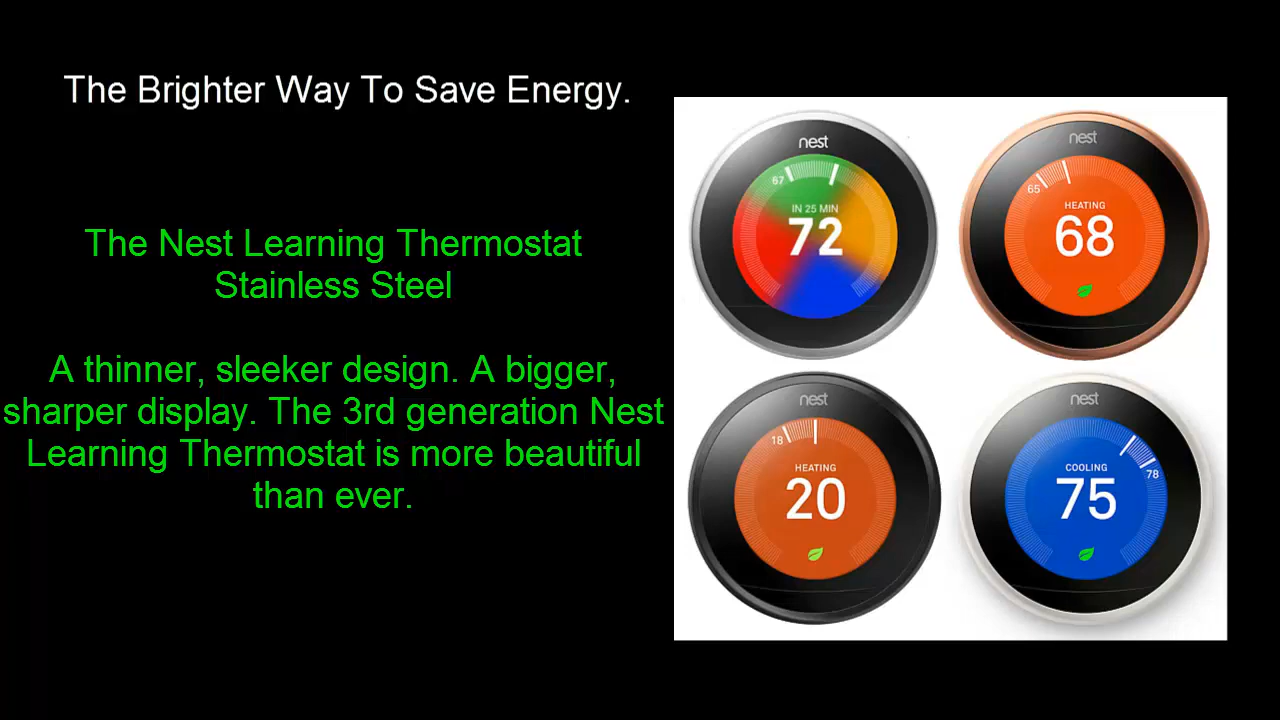 The Brighter Way To Save Energy.
The Nest Learning Thermostat
Stainless Steel
A thinner, sleeker design. A bigger,
sharper display. The 3rd generation Nest
Learning Thermostat is more beautiful
than ever.
nest
67
IN 25 MIN
72
nest
65
HEATING
68
nest
18
HEATING
20
nest
COOLING
78
75